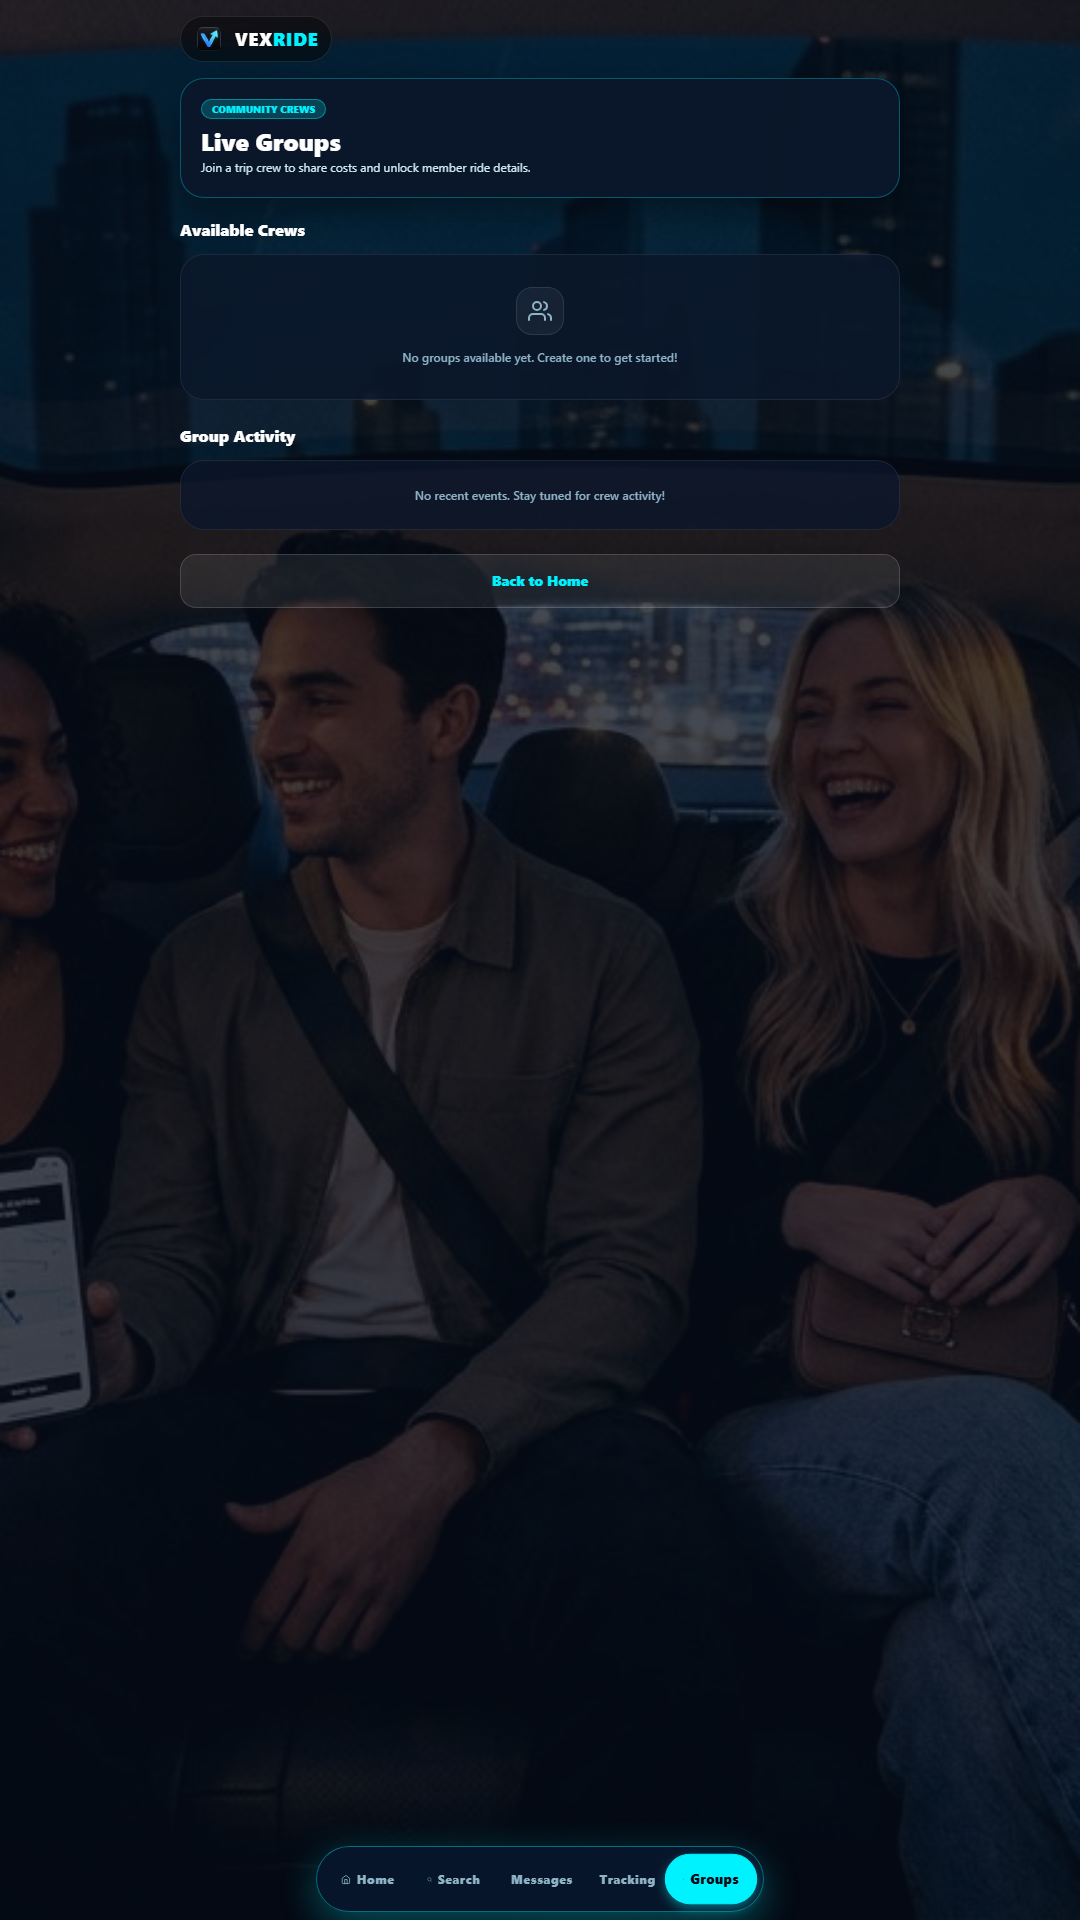 VEXRIDE
COMMUNITY CREWS
Live Groups
Join a trip crew to share costs and unlock member ride details.
Available Crews
No groups available yet. Create one to get started!
Group Activity
No recent events. Stay tuned for crew activity!
Back to Home
Home Search Messages Tracking Groups